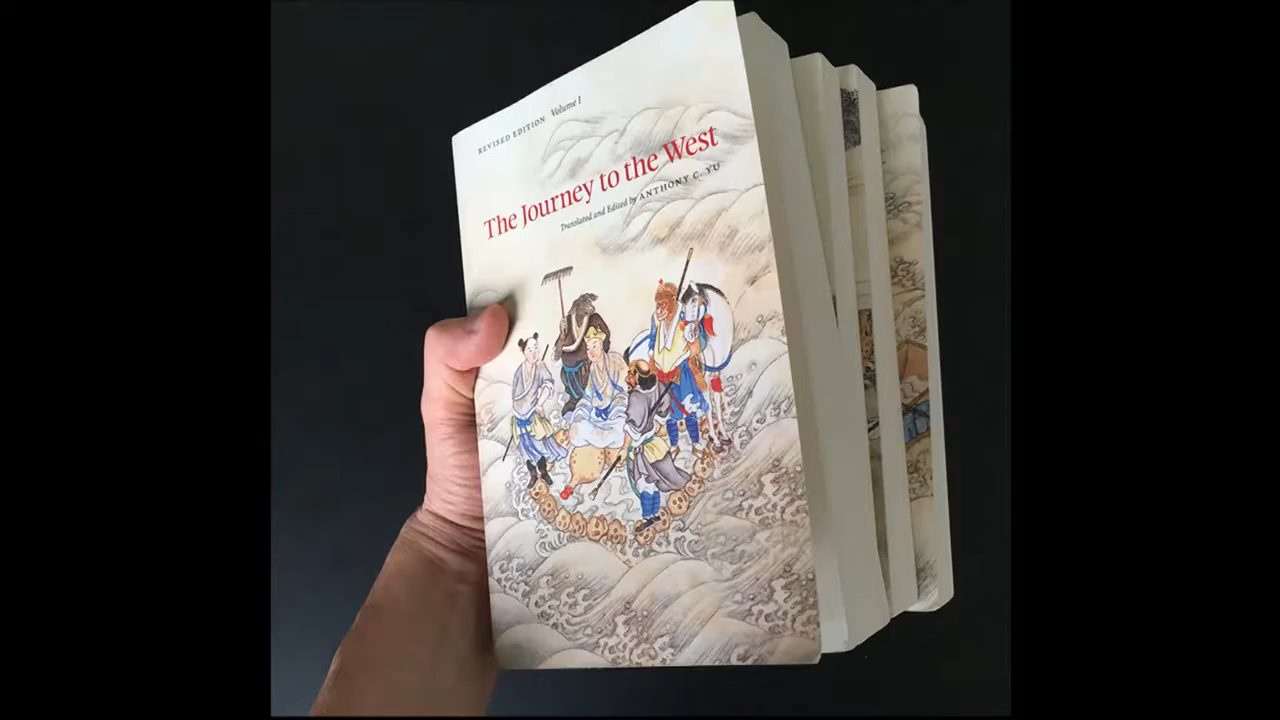 REVISED EDITION Volume I
The Journey to the West
Translated and Edited by ANTHONY C. YU